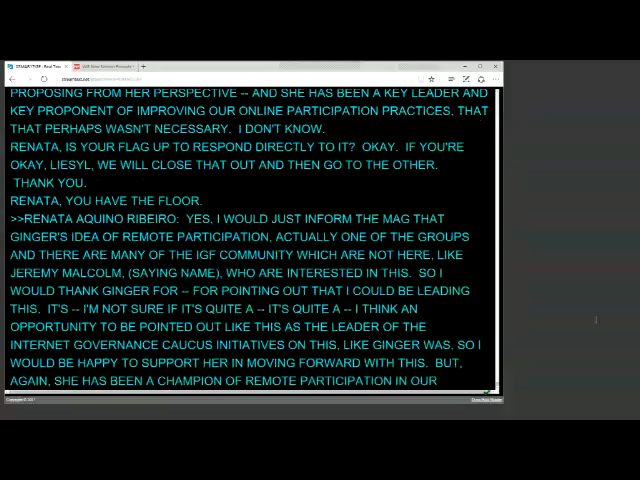 STREAMTEXT - Real Time
streamtext.net
PROPOSING FROM HER PERSPECTIVE -- AND SHE HAS BEEN A KEY LEADER AND
KEY PROPONENT OF IMPROVING OUR ONLINE PARTICIPATION PRACTICES, THAT
THAT PERHAPS WASN'T NECESSARY.  I DON'T KNOW.
RENATA, IS YOUR FLAG UP TO RESPOND DIRECTLY TO IT?  OKAY.  IF YOU'RE
OKAY, LIESYL, WE WILL CLOSE THAT OUT AND THEN GO TO THE OTHER.
THANK YOU.
RENATA, YOU HAVE THE FLOOR.
>>RENATA AQUINO RIBEIRO:  YES, I WOULD JUST INFORM THE MAG THAT
GINGER'S IDEA OF REMOTE PARTICIPATION, ACTUALLY ONE OF THE GROUPS
AND THERE ARE MANY OF THE IGF COMMUNITY WHICH ARE NOT HERE, LIKE
JEREMY MALCOLM, (SAYING NAME), WHO ARE INTERESTED IN THIS.  SO I
WOULD THANK GINGER FOR -- FOR POINTING OUT THAT I COULD BE LEADING
THIS.  IT'S -- I'M NOT SURE IF IT'S QUITE A -- IT'S QUITE A -- I THINK AN
OPPORTUNITY TO BE POINTED OUT LIKE THIS AS THE LEADER OF THE
INTERNET GOVERNANCE CAUCUS INITIATIVES ON THIS, LIKE GINGER WAS, SO I
WOULD BE HAPPY TO SUPPORT HER IN MOVING FORWARD WITH THIS.  BUT,
AGAIN, SHE HAS BEEN A CHAMPION OF REMOTE PARTICIPATION IN OUR